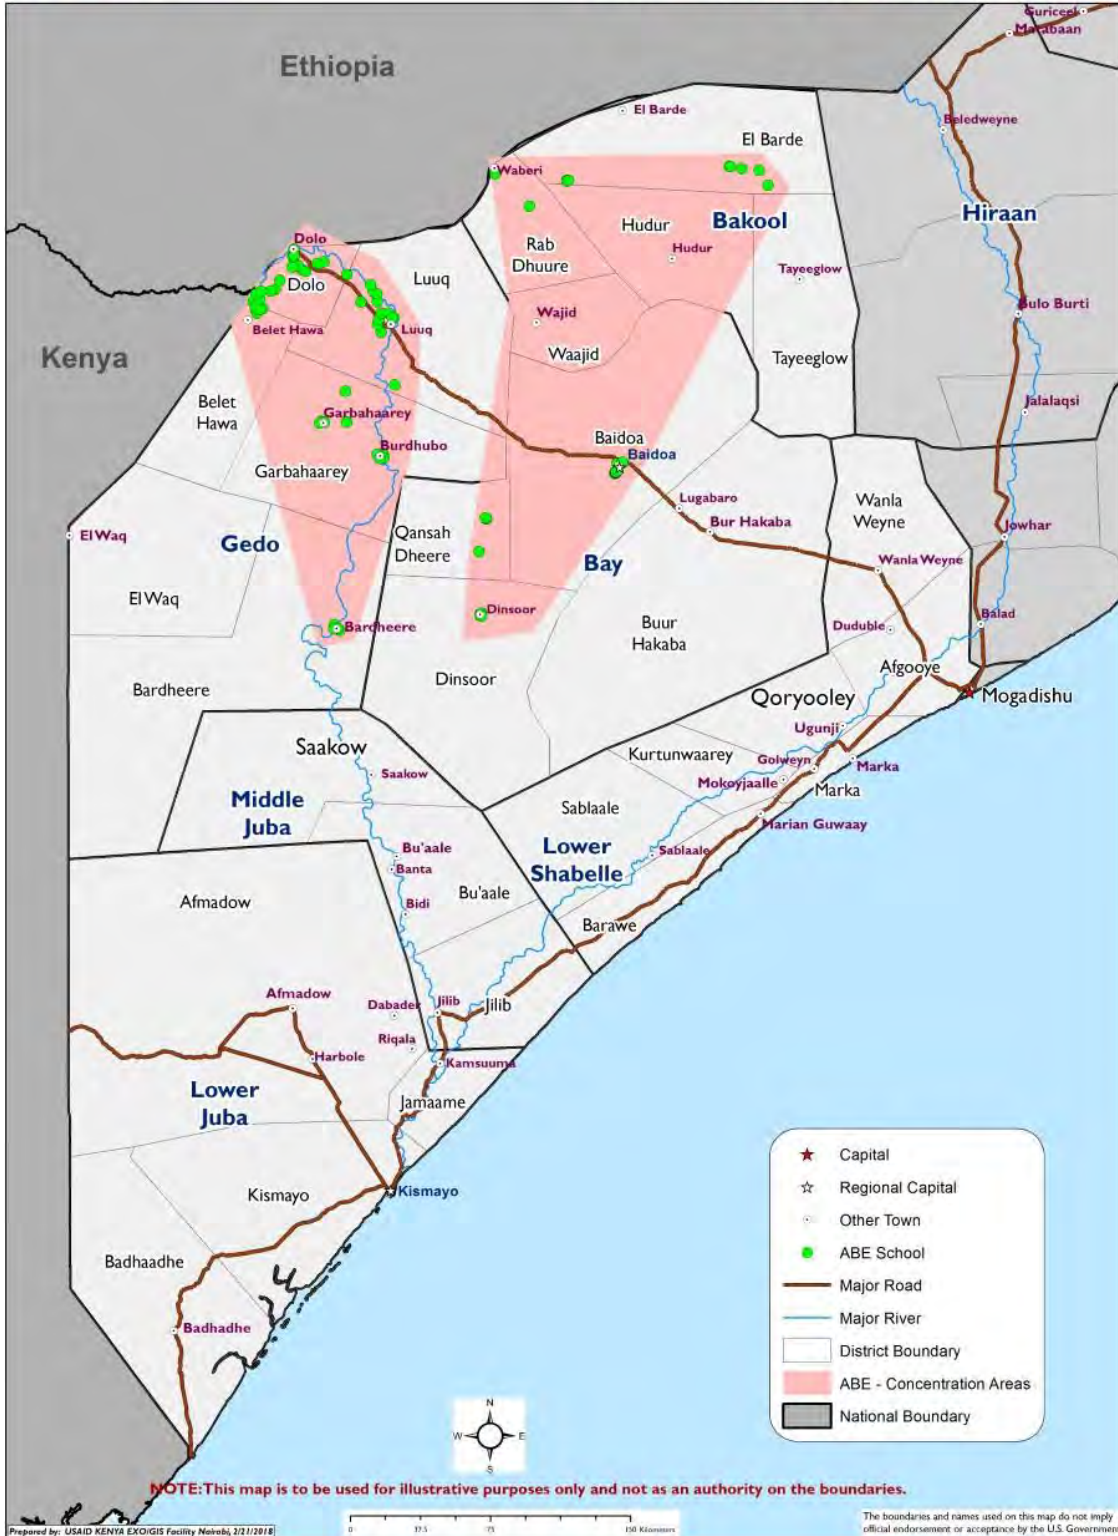 Guriceel
Matabaan
Ethiopia
El Barde
Beledweyne
El Barde
Waberi
Hiraan
Bakool
Hudur
Dolo
Rab
Dhuure
Hudur
Luuq
Tayeeglow
Dolo
Bulo Burti
Wajid
Belet Hawa
Luuq
Kenya
Waajid
Tayeeglow
Belet
Hawa
Jalalaqsi
Garbahaarey
Baidoa
Burdhubo
Baidoa
Garbahaarey
Lugabaro
Wanla
Weyne
El Waq
Qansah
Dheere
Bur Hakaba
Jowhar
Gedo
Bay
Wanla Weyne
El Waq
Dinsoor
Balad
Bardheere
Buur
Hakaba
Duduble
Afgooye
Dinsoor
Bardheere
Qoryooley
Mogadishu
Ugunji
Saakow
Kurtunwaarey
Golweyn
Marka
Saakow
Mokoyjaalle
Marka
Middle
Juba
Sablaale
Marian Guwaay
Lower
Shabelle
Bu'aale
Sablaale
Banta
Bu'aale
Afmadow
Bidi
Barawe
Afmadow
Dabader
Jilib
Jilib
Riqala
Harbole
Kamsuuma
Lower
Juba
Jamaame
Kismayo
Kismayo
Badhaadhe
Badhadhe
Capital
Regional Capital
Other Town
ABE School
Major Road
Major River
District Boundary
ABE - Concentration Areas
National Boundary
N
W E
S
NOTE:This map is to be used for illustrative purposes only and not as an authority on the boundaries.
Prepared by: USAID KENYA EXO/GIS Facility Nairobi, 2/21/2018
0 37.5 75 150 Kilometers
The boundaries and names used on this map do not imply
official endorsement or acceptance by the U.S. Governm